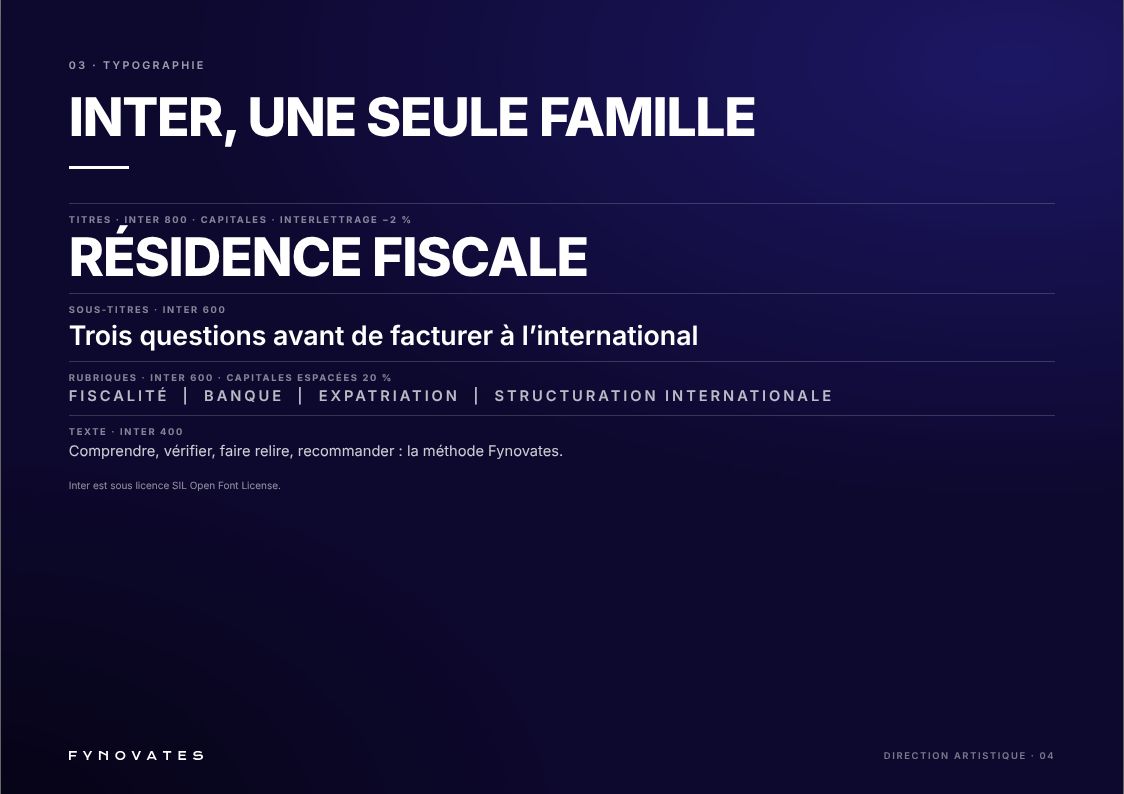 03 · TYPOGRAPHIE
INTER, UNE SEULE FAMILLE
TITRES · INTER 800 · CAPITALES · INTERLETTRAGE −2 %
RÉSIDENCE FISCALE
SOUS-TITRES · INTER 600
Trois questions avant de facturer à l’international
RUBRIQUES · INTER 600 · CAPITALES ESPACÉES 20 %
FISCALITÉ | BANQUE | EXPATRIATION | STRUCTURATION INTERNATIONALE
TEXTE · INTER 400
Comprendre, vérifier, faire relire, recommander : la méthode Fynovates.
Inter est sous licence SIL Open Font License.
FYNOVATES
DIRECTION ARTISTIQUE · 04